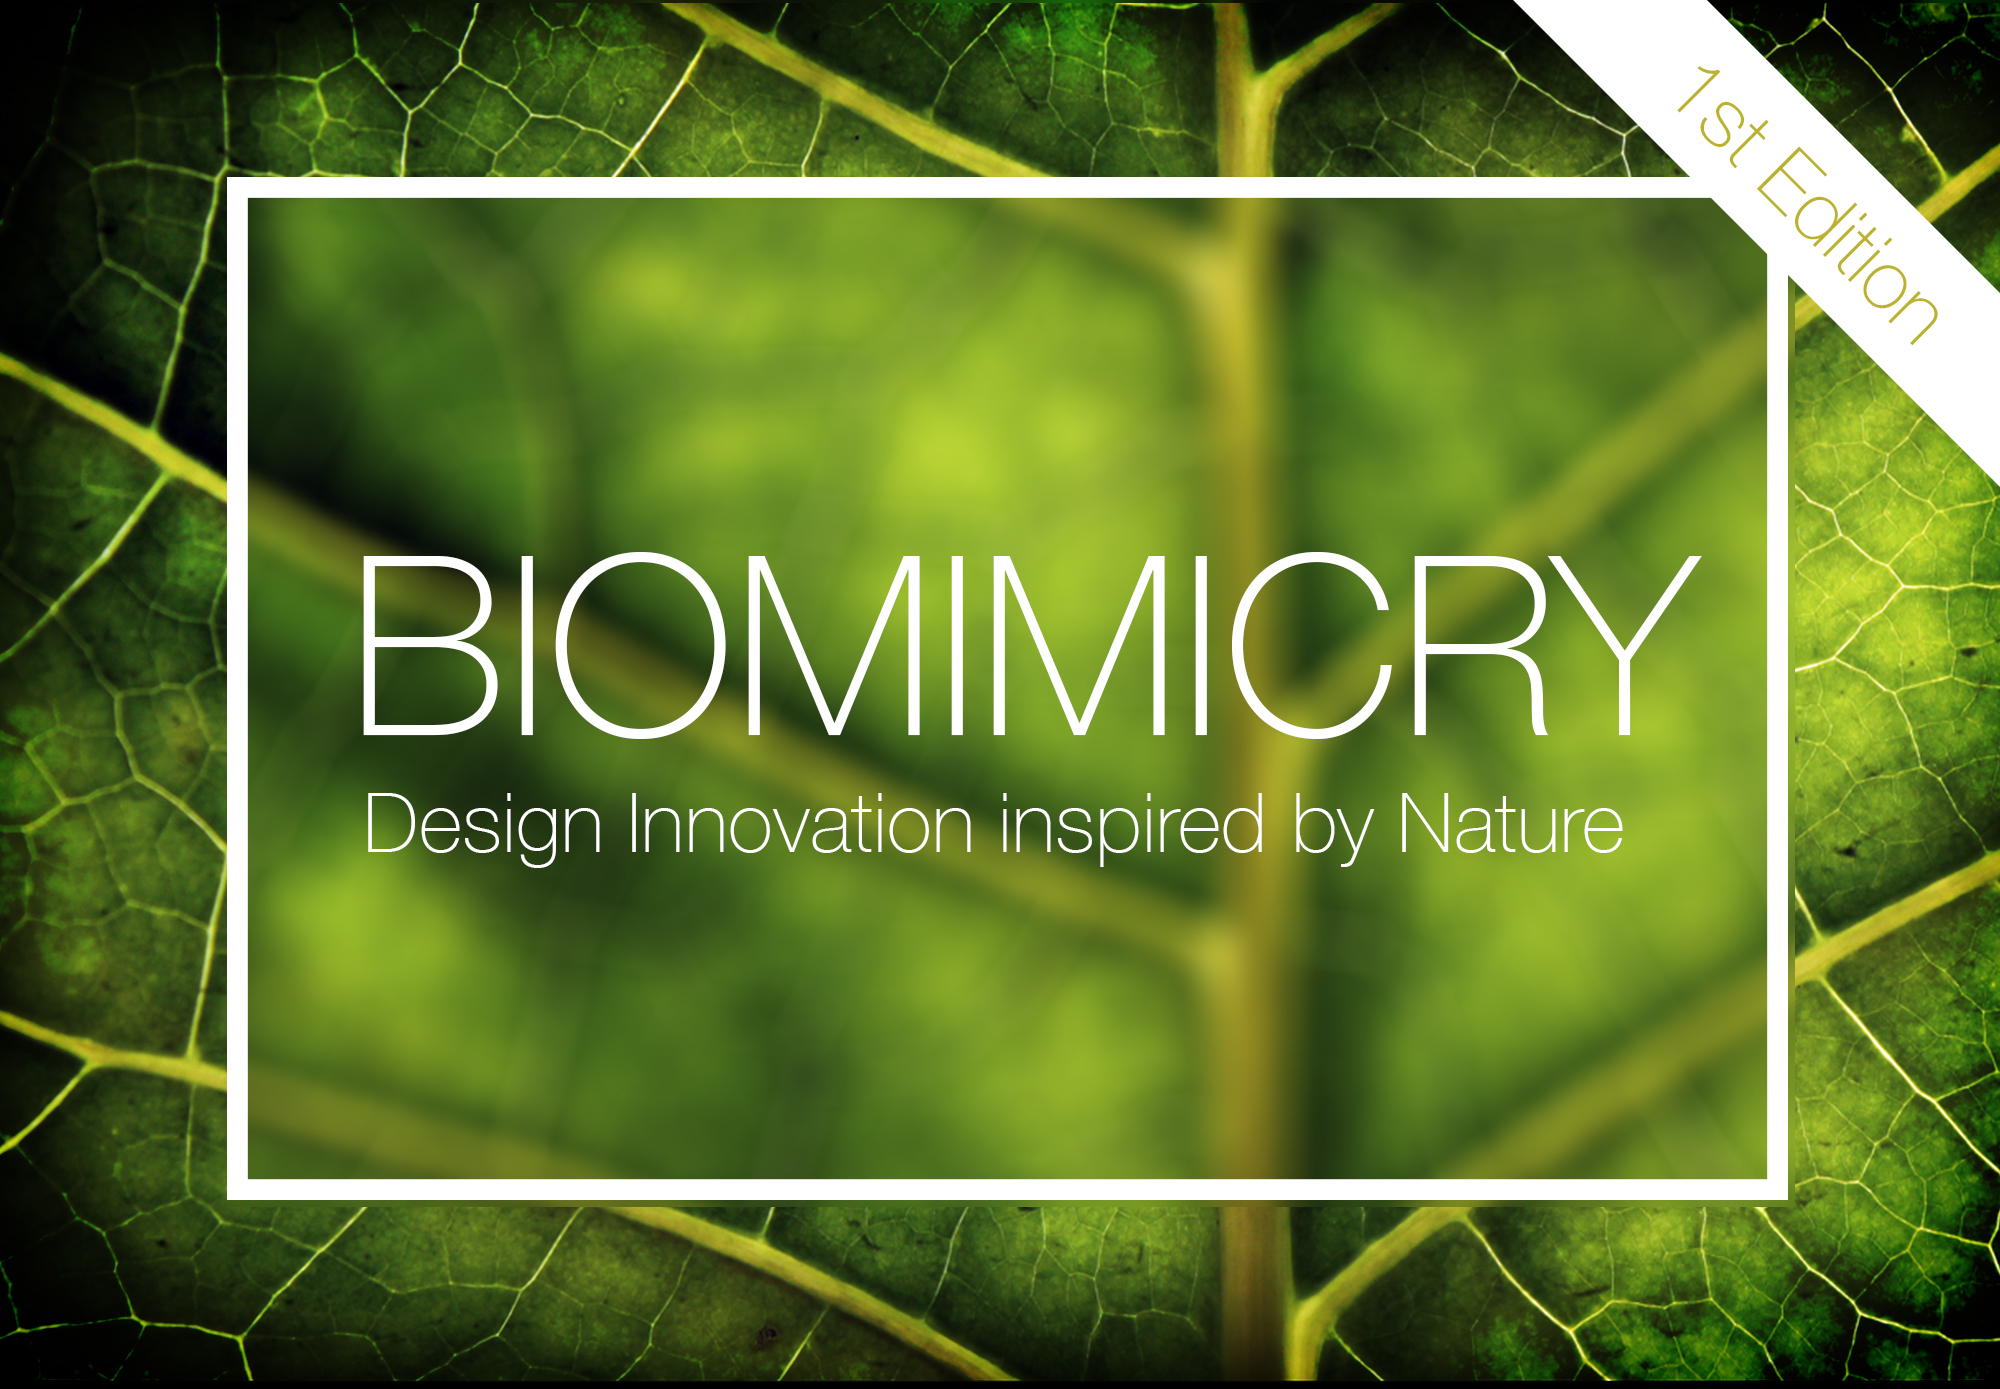 1st Edition
BIOMIMICRY
Design Innovation inspired by Nature